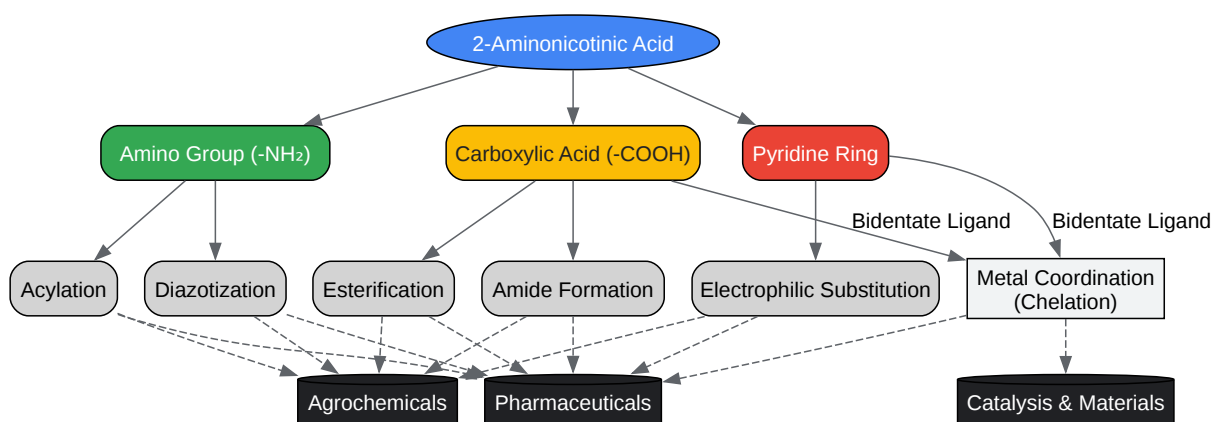 2-Aminonicotinic Acid
Amino Group (-NH₂)
Carboxylic Acid (-COOH)
Pyridine Ring
Bidentate Ligand
Bidentate Ligand
Acylation
Diazotization
Esterification
Amide Formation
Electrophilic Substitution
Metal Coordination
(Chelation)
Agrochemicals
Pharmaceuticals
Catalysis & Materials